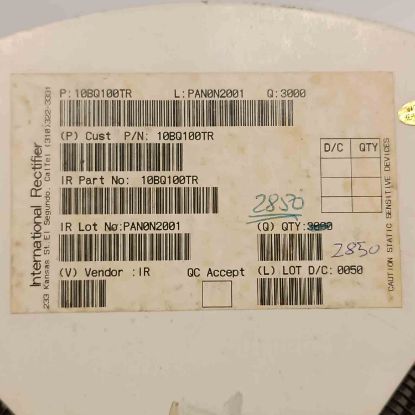 P:10BQ100TR L:PAN0N2001 Q:3000
(P) Cust P/N: 10BQ100TR
IR Part No: 10BQ100TR
2850
IR Lot No:PAN0N2001 (Q) QTY:3000
2850
(V) Vendor :IR QC Accept (L) LOT D/C: 0050
D/C QTY
International Rectifier
233 Kansas St. El Segundo, Ca Tel (310)322-3331
CAUTION STATIC SENSITIVE DEVICES